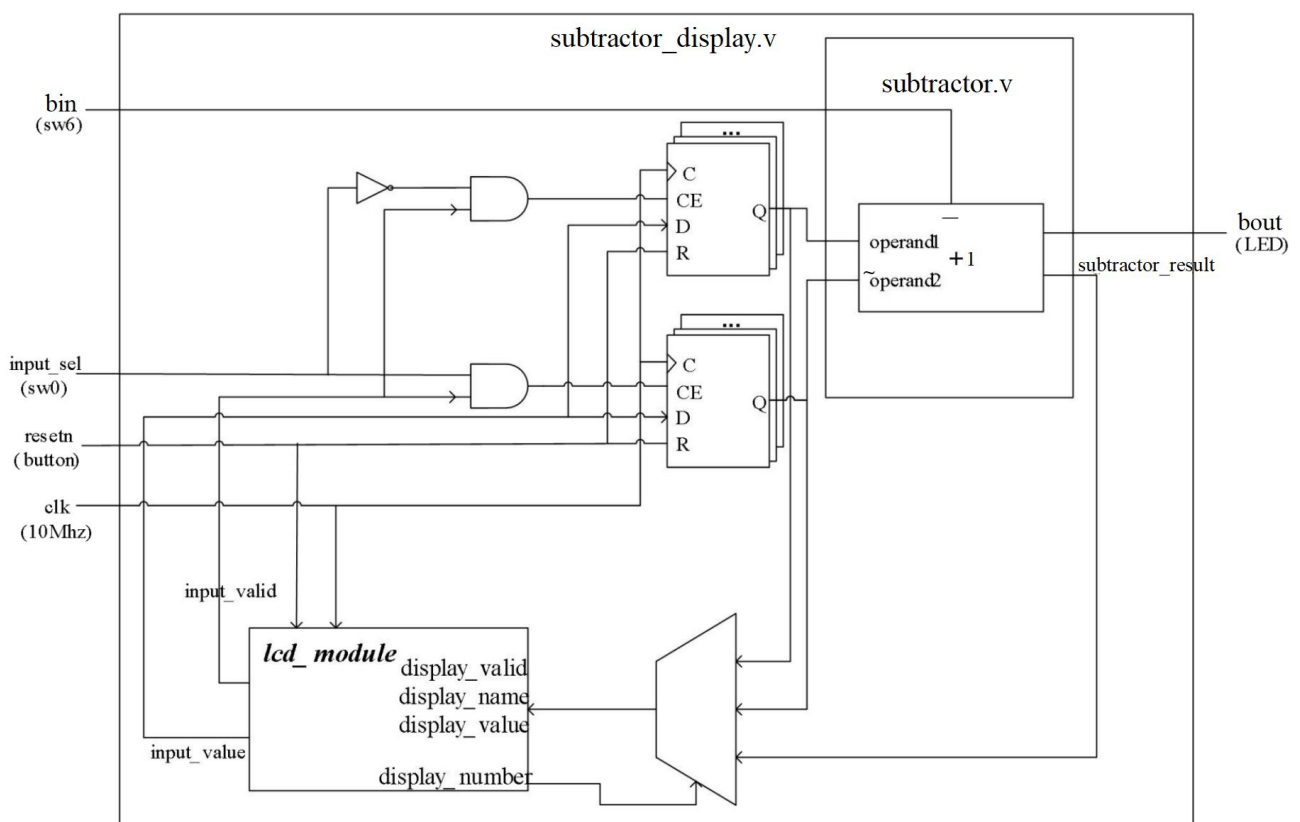 subtractor_display.v
subtractor.v
bin
(sw6)
...
C
CE
D
R
Q
—
operand1
+1
~
operand2
bout
(LED)
subtractor_result
input_sel
(sw0)
...
C
CE
D
R
Q
resetn
(button)
clk
(10Mhz)
input_valid
lcd_module
display_valid
display_name
display_value
input_value
display_number